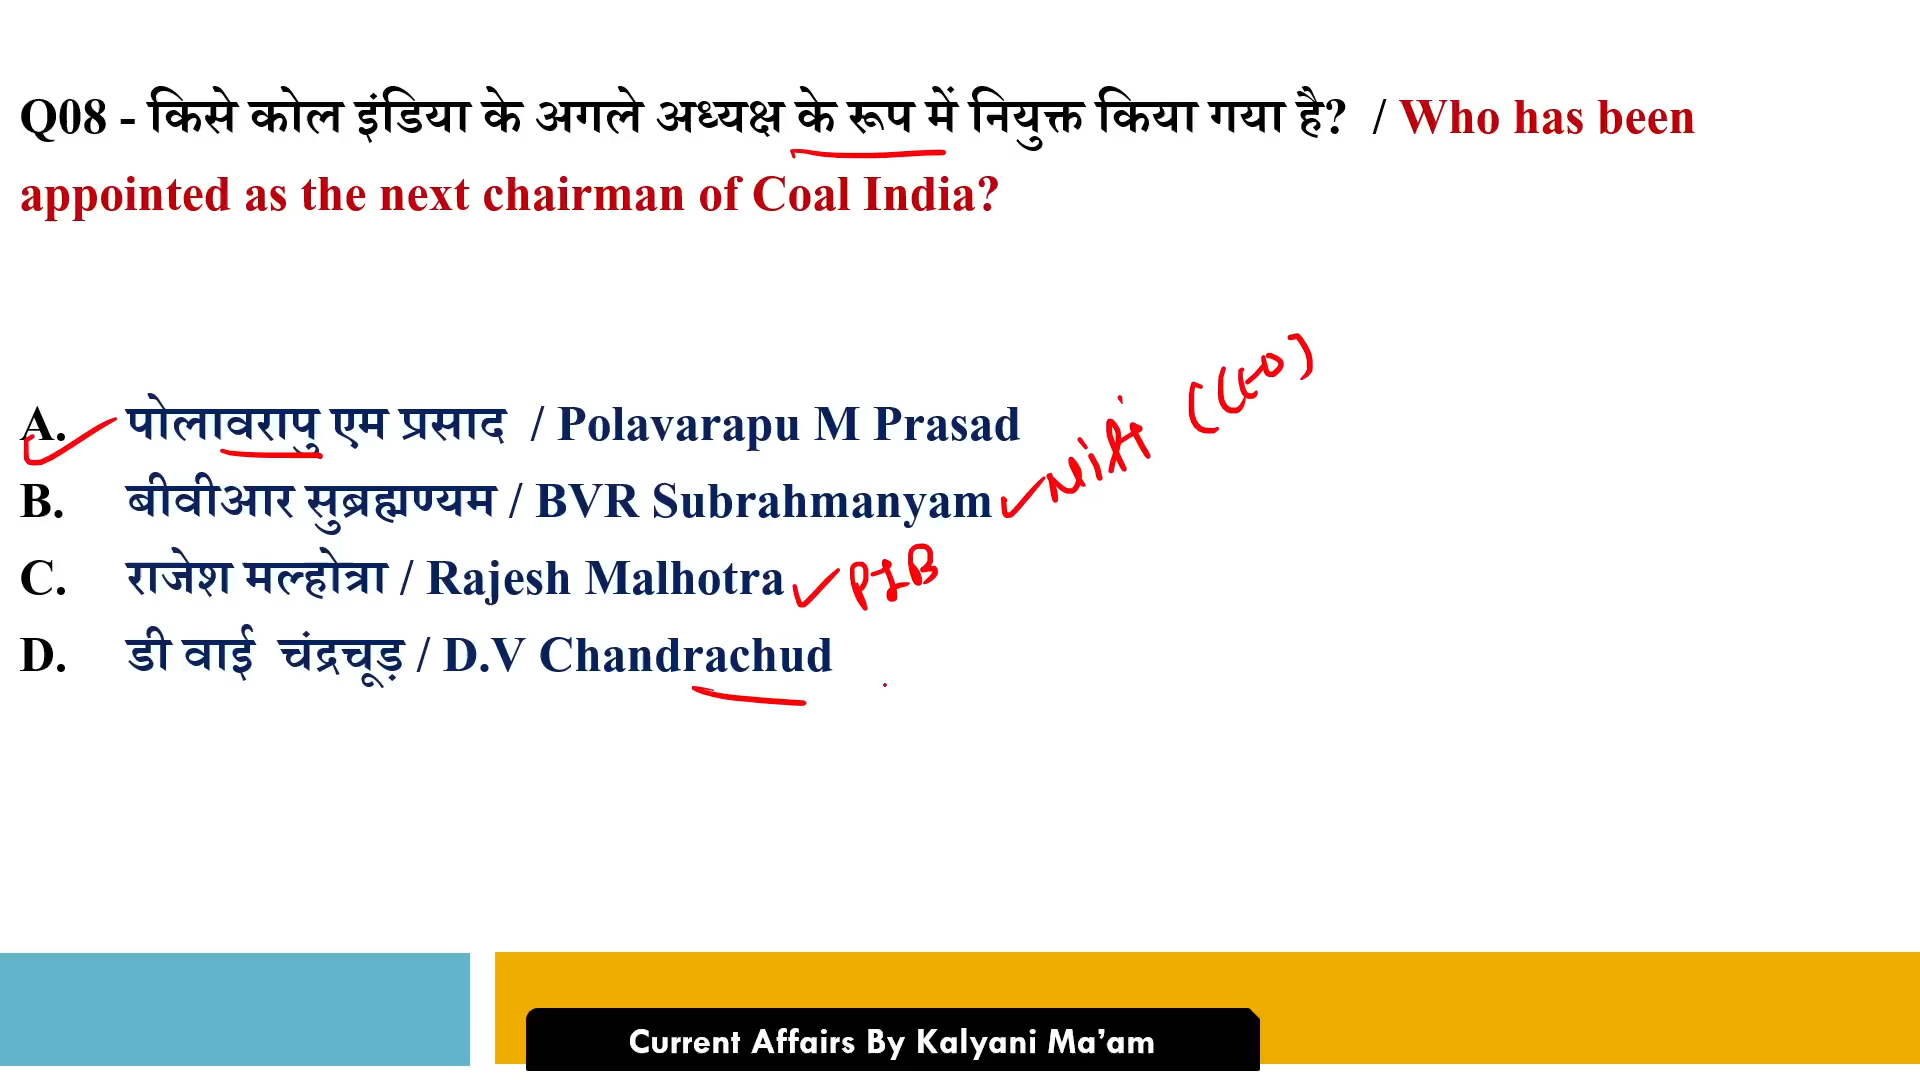 Q08 - किसे कोल इंडिया के अगले अध्यक्ष के रूप में नियुक्त किया गया है? / Who has been
appointed as the next chairman of Coal India?
A. पोलावरापु एम प्रसाद / Polavarapu M Prasad
B. बीवीआर सुब्रह्मण्यम / BVR Subrahmanyam Niti (CEO)
C. राजेश मल्होत्रा / Rajesh Malhotra PIB
D. डी वाई चंद्रचूड़ / D.V Chandrachud
Current Affairs By Kalyani Ma'am